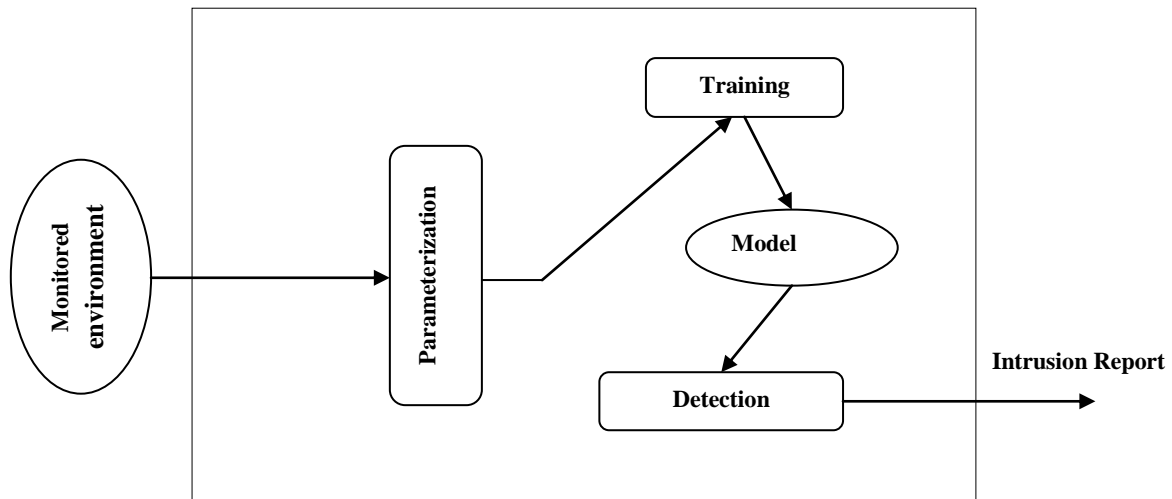 Monitored
environment
Parameterization
Training
Model
Detection
Intrusion Report